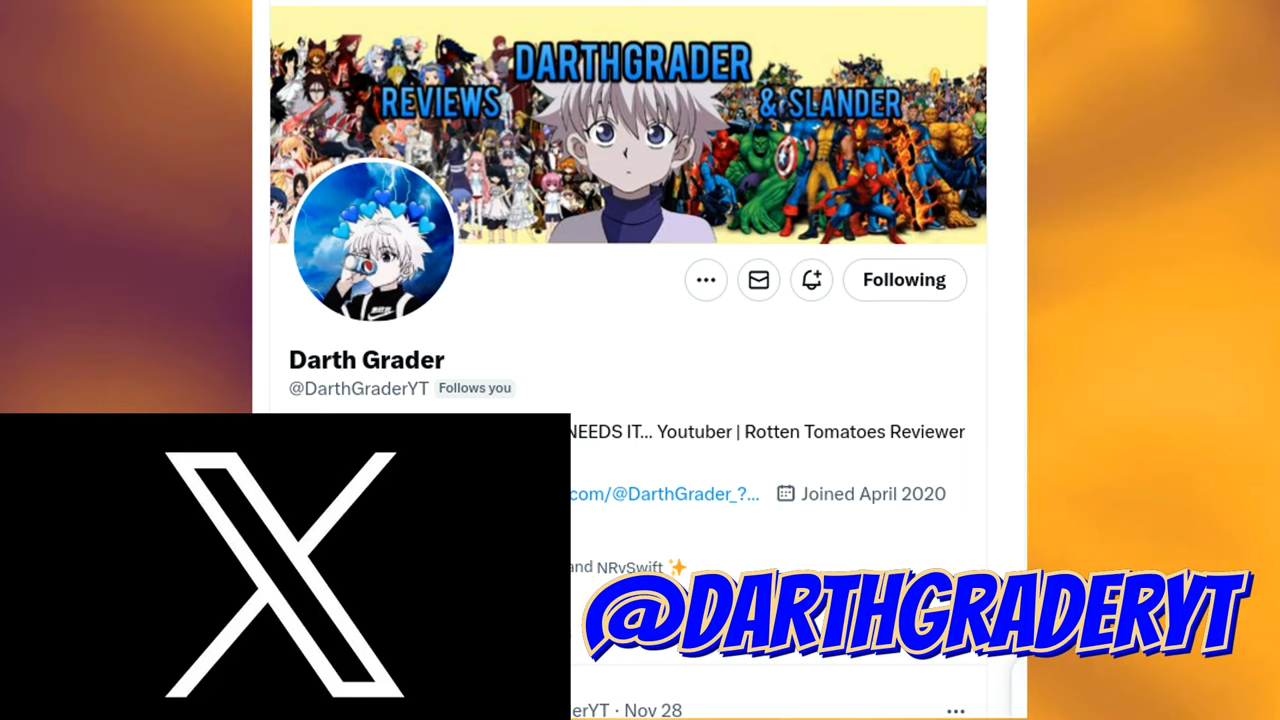 DARTHGRADER
REVIEWS & SLANDER
Following
Darth Grader
@DarthGraderYT Follows you
NEEDS IT... Youtuber | Rotten Tomatoes Reviewer
com/@DarthGrader_?... Joined April 2020
and NRvSwift ✨
@DARTHGRADERYT
erYT · Nov 28